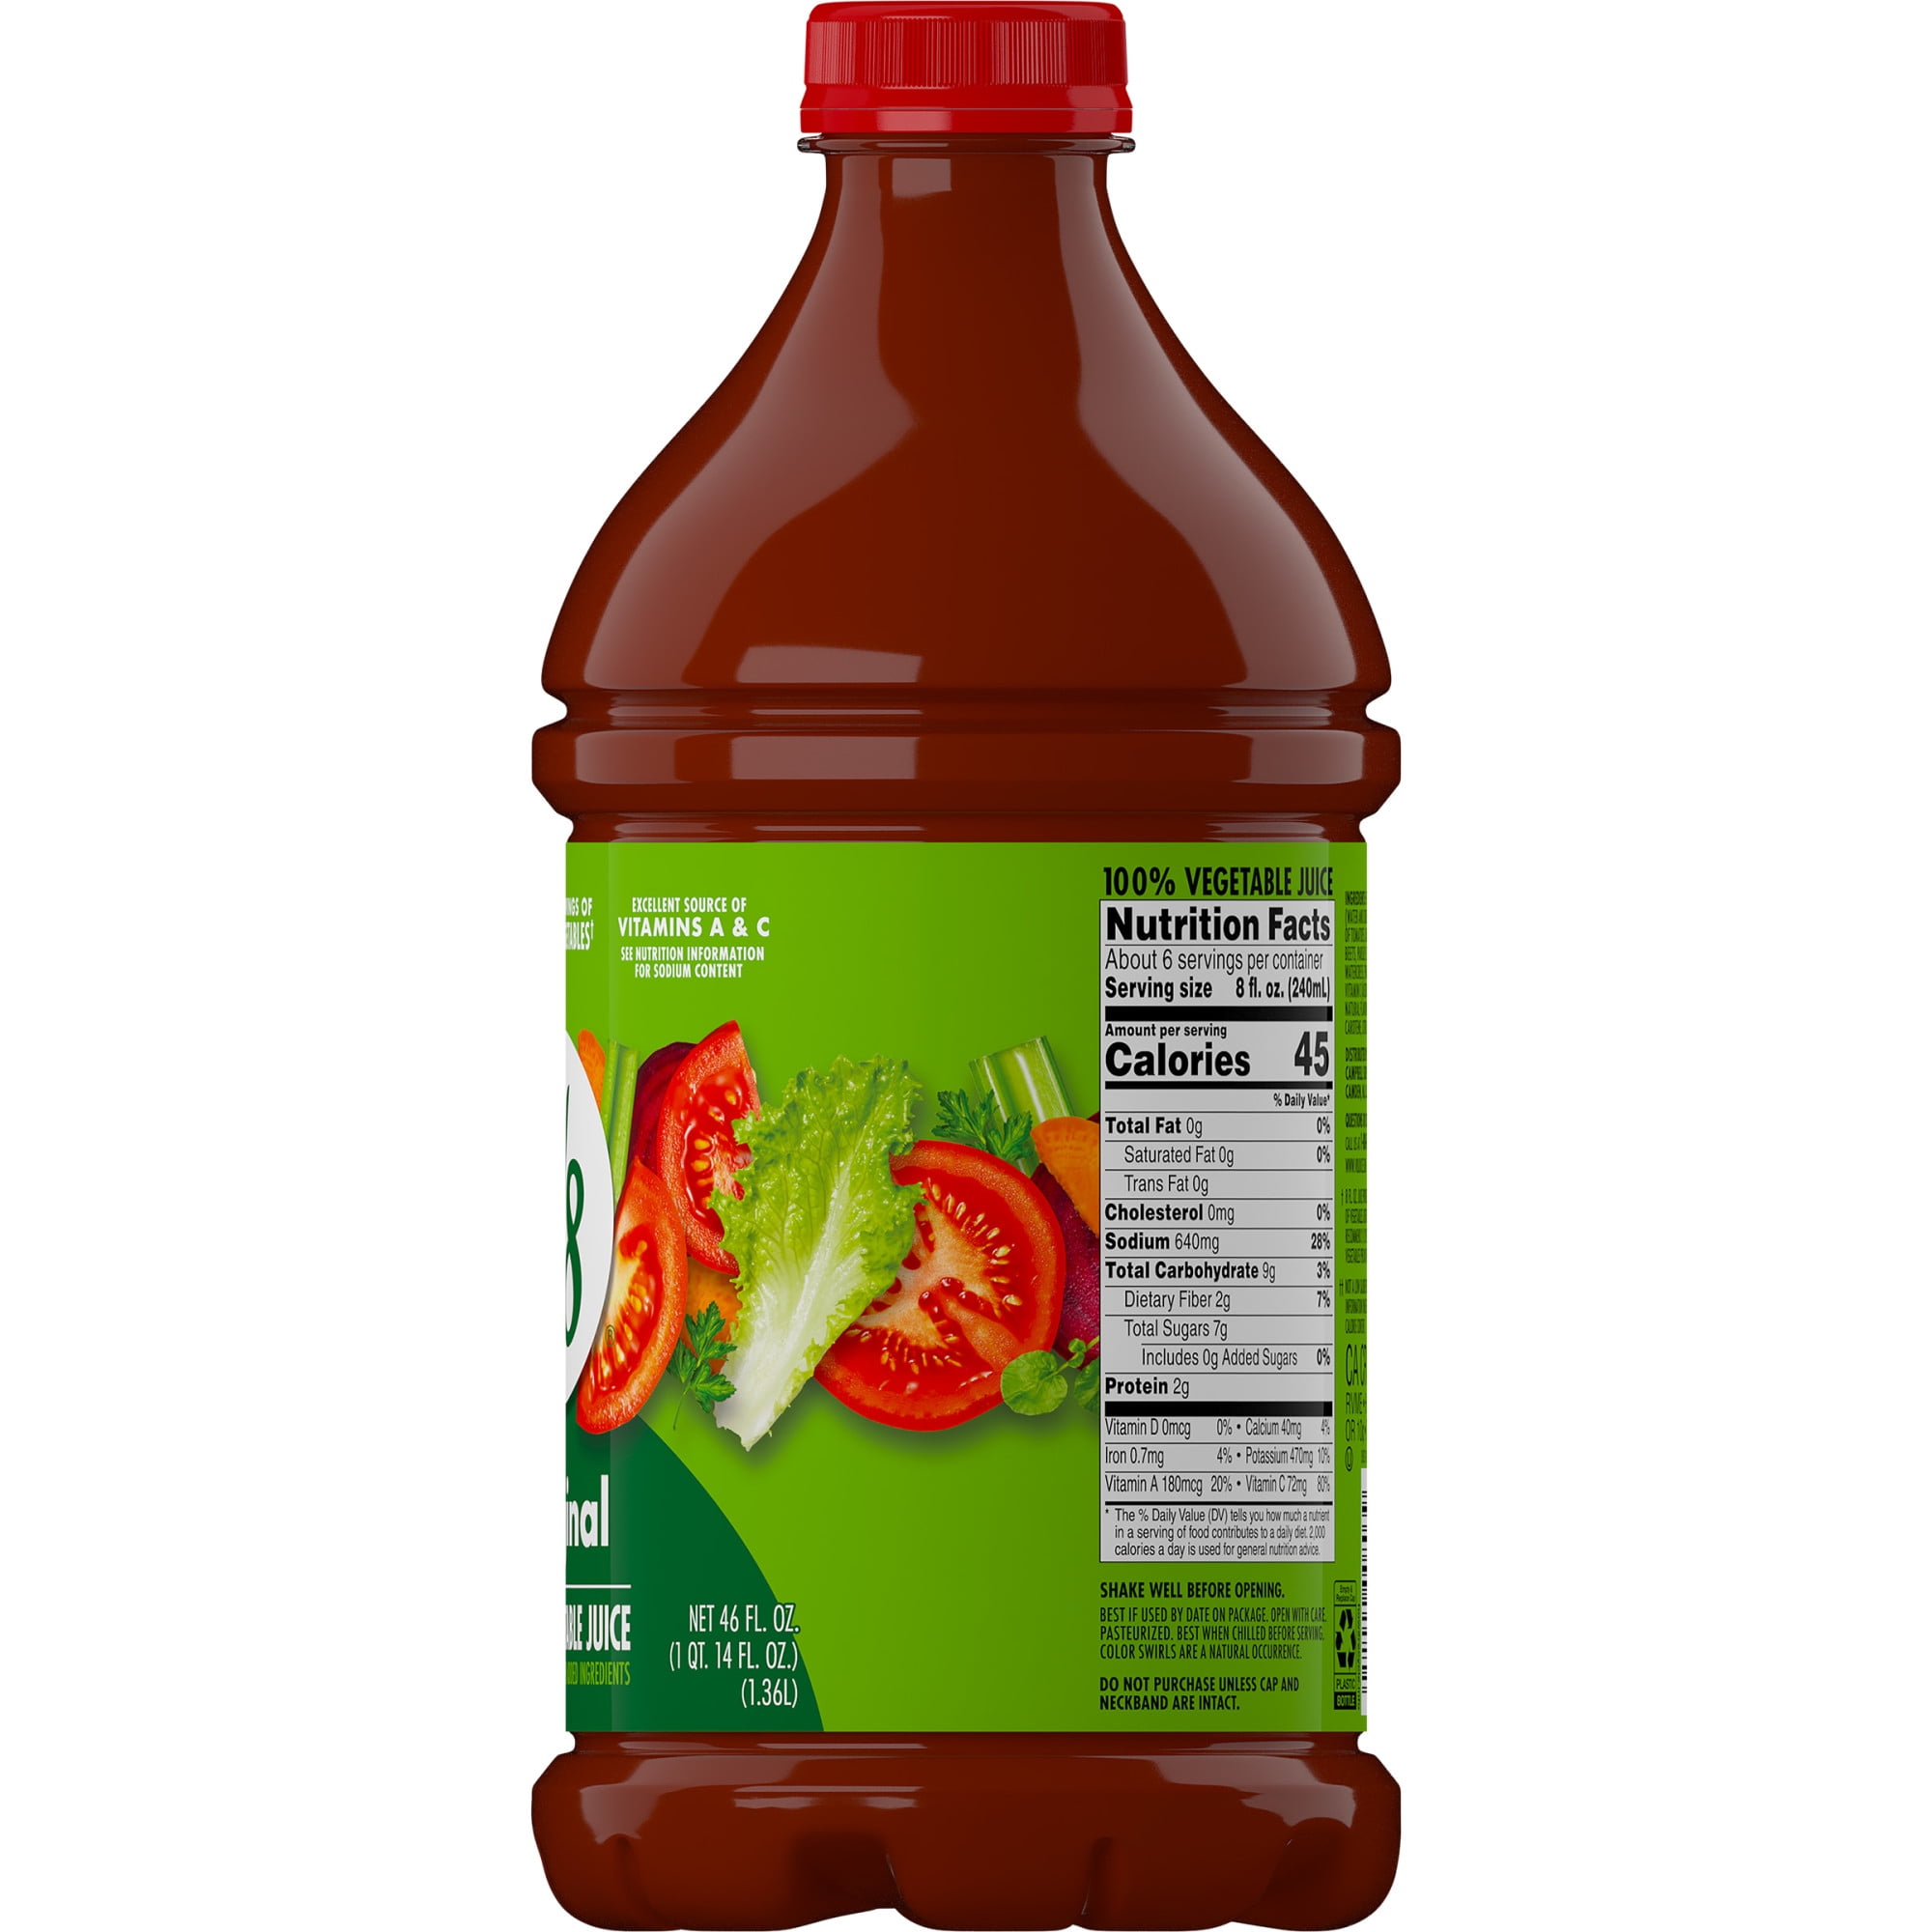 EXCELLENT SOURCE OF
VITAMINS A & C
SEE NUTRITION INFORMATION
FOR SODIUM CONTENT
8
JUICE
INGREDIENTS
NET 46 FL. OZ.
(1 QT. 14 FL. OZ.)
(1.36L)
100% VEGETABLE JUICE
Nutrition Facts
About 6 servings per container
Serving size 8 fl. oz. (240mL)
Amount per serving
Calories 45
% Daily Value*
Total Fat 0g 0%
Saturated Fat 0g 0%
Trans Fat 0g
Cholesterol 0mg 0%
Sodium 640mg 28%
Total Carbohydrate 9g 3%
Dietary Fiber 2g 7%
Total Sugars 7g
Includes 0g Added Sugars 0%
Protein 2g
Vitamin D 0mcg 0% • Calcium 40mg 4%
Iron 0.7mg 4% • Potassium 470mg 10%
Vitamin A 180mcg 20% • Vitamin C 72mg 80%
* The % Daily Value (DV) tells you how much a nutrient
in a serving of food contributes to a daily diet. 2,000
calories a day is used for general nutrition advice.
SHAKE WELL BEFORE OPENING.
BEST IF USED BY DATE ON PACKAGE. OPEN WITH CARE.
PASTEURIZED. BEST WHEN CHILLED BEFORE SERVING.
COLOR SWIRLS ARE A NATURAL OCCURRENCE.
DO NOT PURCHASE UNLESS CAP AND
NECKBAND ARE INTACT.
Empty &
Replace Cap
PLASTIC
BOTTLE